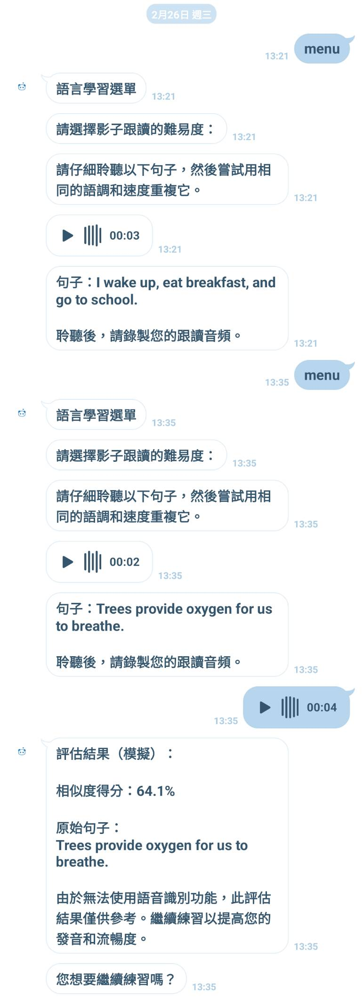 2月26日 週三
menu
13:21
語言學習選單
13:21
請選擇影子跟讀的難易度：
13:21
請仔細聆聽以下句子，然後嘗試用相
同的語調和速度重複它。
13:21
00:03
13:21
句子：I wake up, eat breakfast, and
go to school.
聆聽後，請錄製您的跟讀音頻。
13:21
menu
13:35
語言學習選單
13:35
請選擇影子跟讀的難易度：
13:35
請仔細聆聽以下句子，然後嘗試用相
同的語調和速度重複它。
13:35
00:02
13:35
句子：Trees provide oxygen for us
to breathe.
聆聽後，請錄製您的跟讀音頻。
13:35
00:04
13:35
評估結果（模擬）：
相似度得分：64.1%
原始句子：
Trees provide oxygen for us to
breathe.
由於無法使用語音識別功能，此評估
結果僅供參考。繼續練習以提高您的
發音和流暢度。
13:35
您想要繼續練習嗎？
13:35